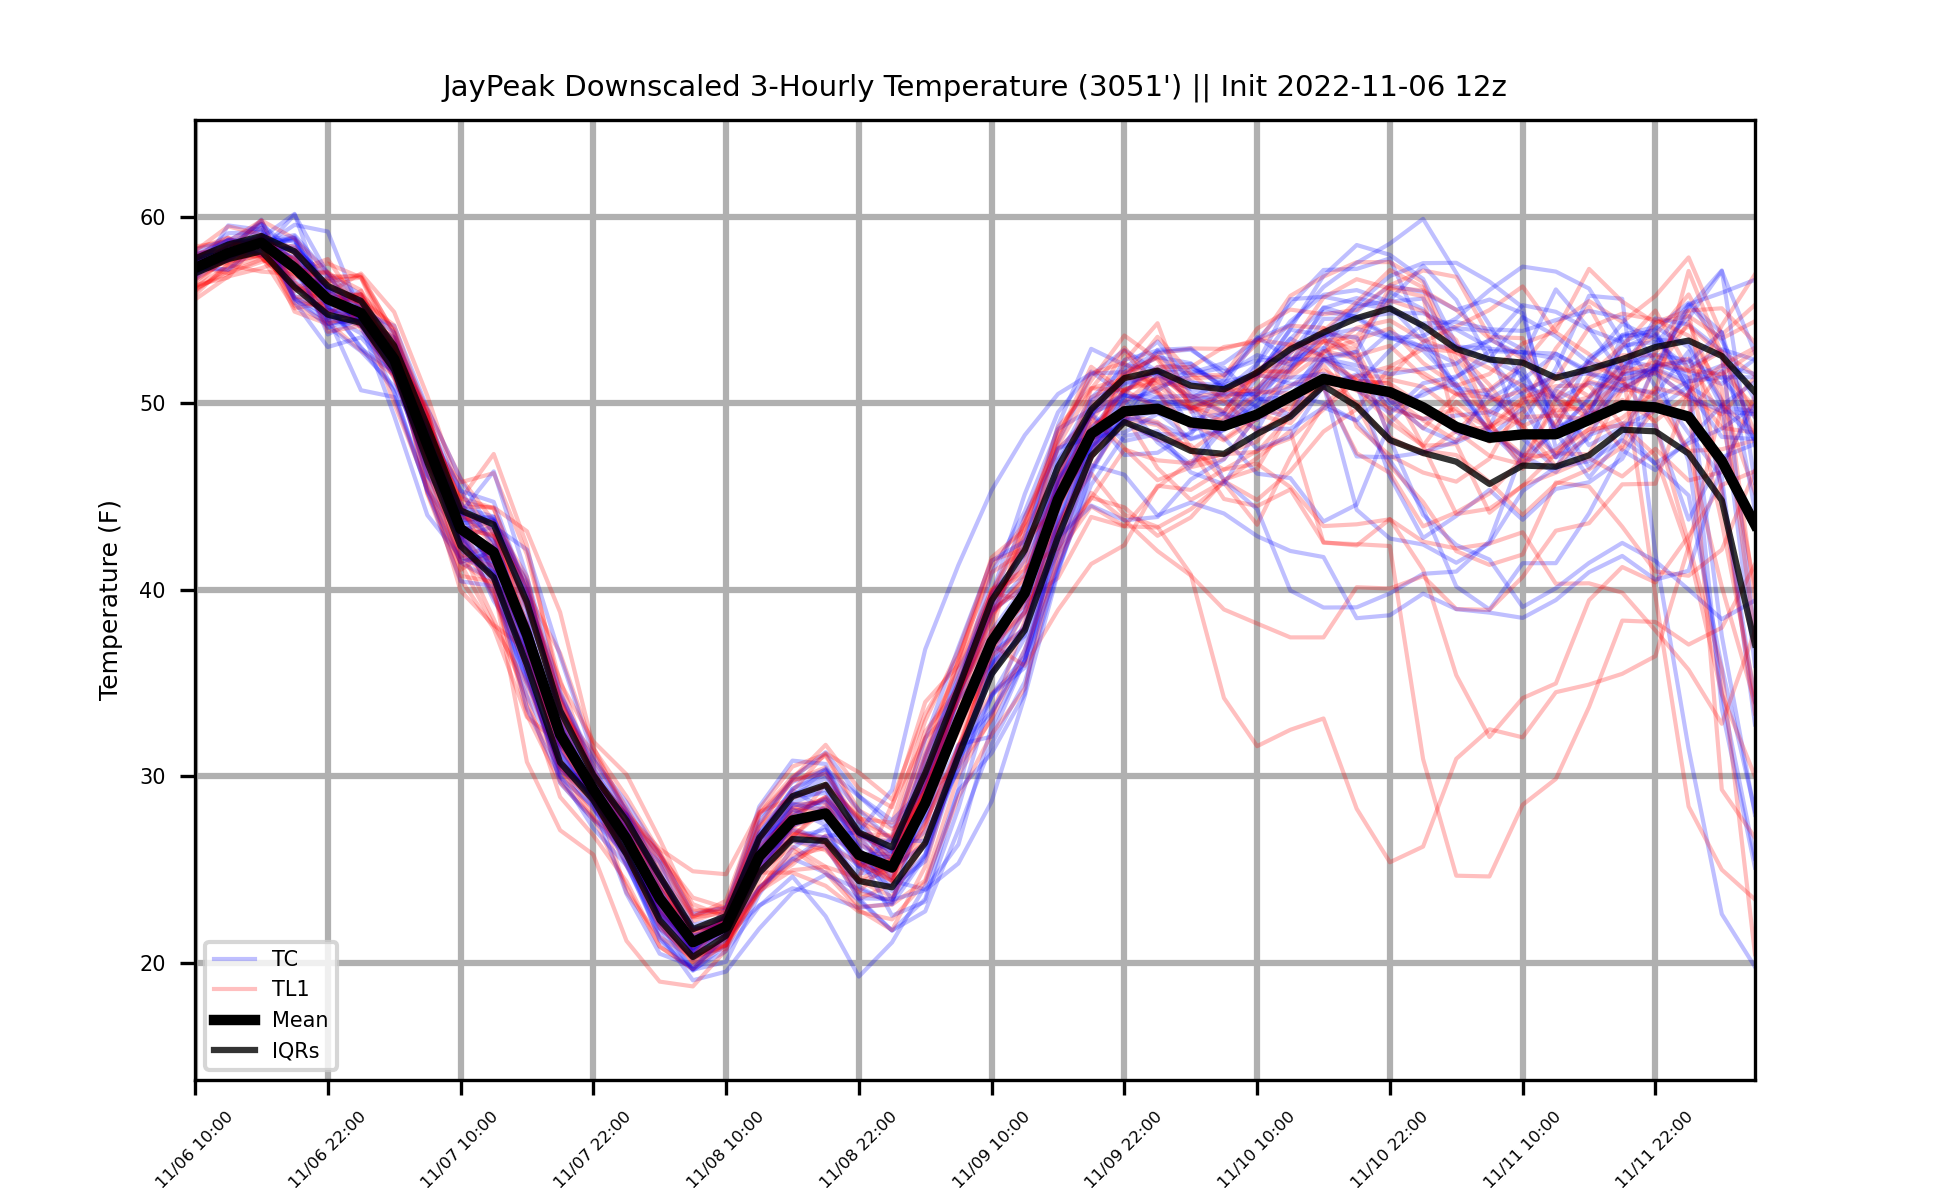 JayPeak Downscaled 3-Hourly Temperature (3051') || Init 2022-11-06 12z
Temperature (F)
60
50
40
30
20
TC
TL1
Mean
IQRs
11/06 10:00
11/06 22:00
11/07 10:00
11/07 22:00
11/08 10:00
11/08 22:00
11/09 10:00
11/09 22:00
11/10 10:00
11/10 22:00
11/11 10:00
11/11 22:00